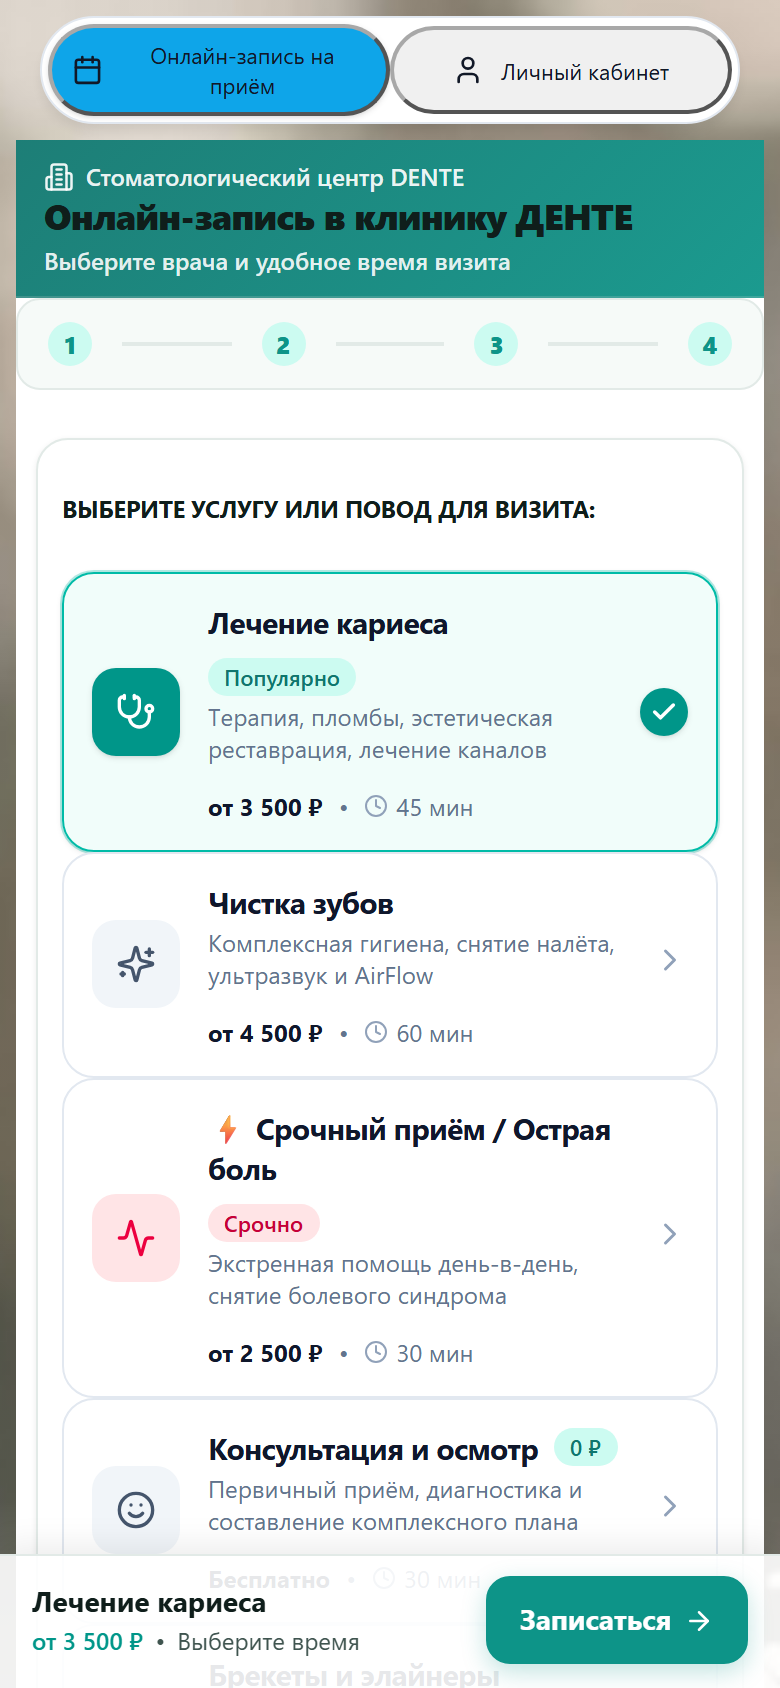 Онлайн-запись на
приём
Личный кабинет
Стоматологический центр DENTE
Онлайн-запись в клинику ДЕНТЕ
Выберите врача и удобное время визита
1 2 3 4
ВЫБЕРИТЕ УСЛУГУ ИЛИ ПОВОД ДЛЯ ВИЗИТА:
Лечение кариеса
Популярно
Терапия, пломбы, эстетическая
реставрация, лечение каналов
от 3 500 ₽ • 45 мин
Чистка зубов
Комплексная гигиена, снятие налёта,
ультразвук и AirFlow
от 4 500 ₽ • 60 мин
Срочный приём / Острая
боль
Срочно
Экстренная помощь день-в-день,
снятие болевого синдрома
от 2 500 ₽ • 30 мин
Консультация и осмотр 0 ₽
Первичный приём, диагностика и
составление комплексного плана
Бесплатно • 30 мин
Лечение кариеса
от 3 500 ₽ • Выберите время
Записаться
Брекеты и элайнеры